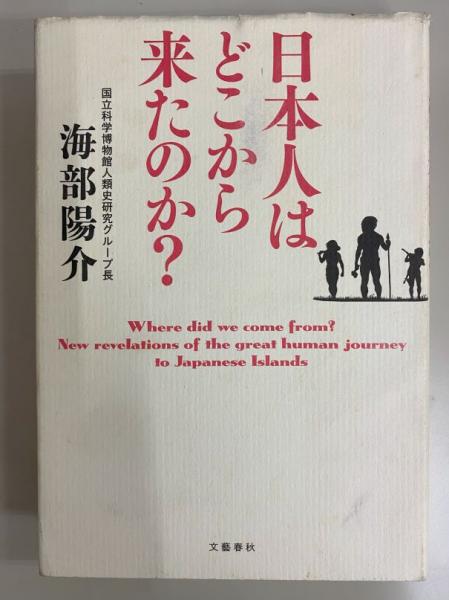 日本人は
どこから
来たのか?
国立科学博物館人類史研究グループ長
海部陽介
Where did we come from?
New revelations of the great human journey
to Japanese Islands
文藝春秋